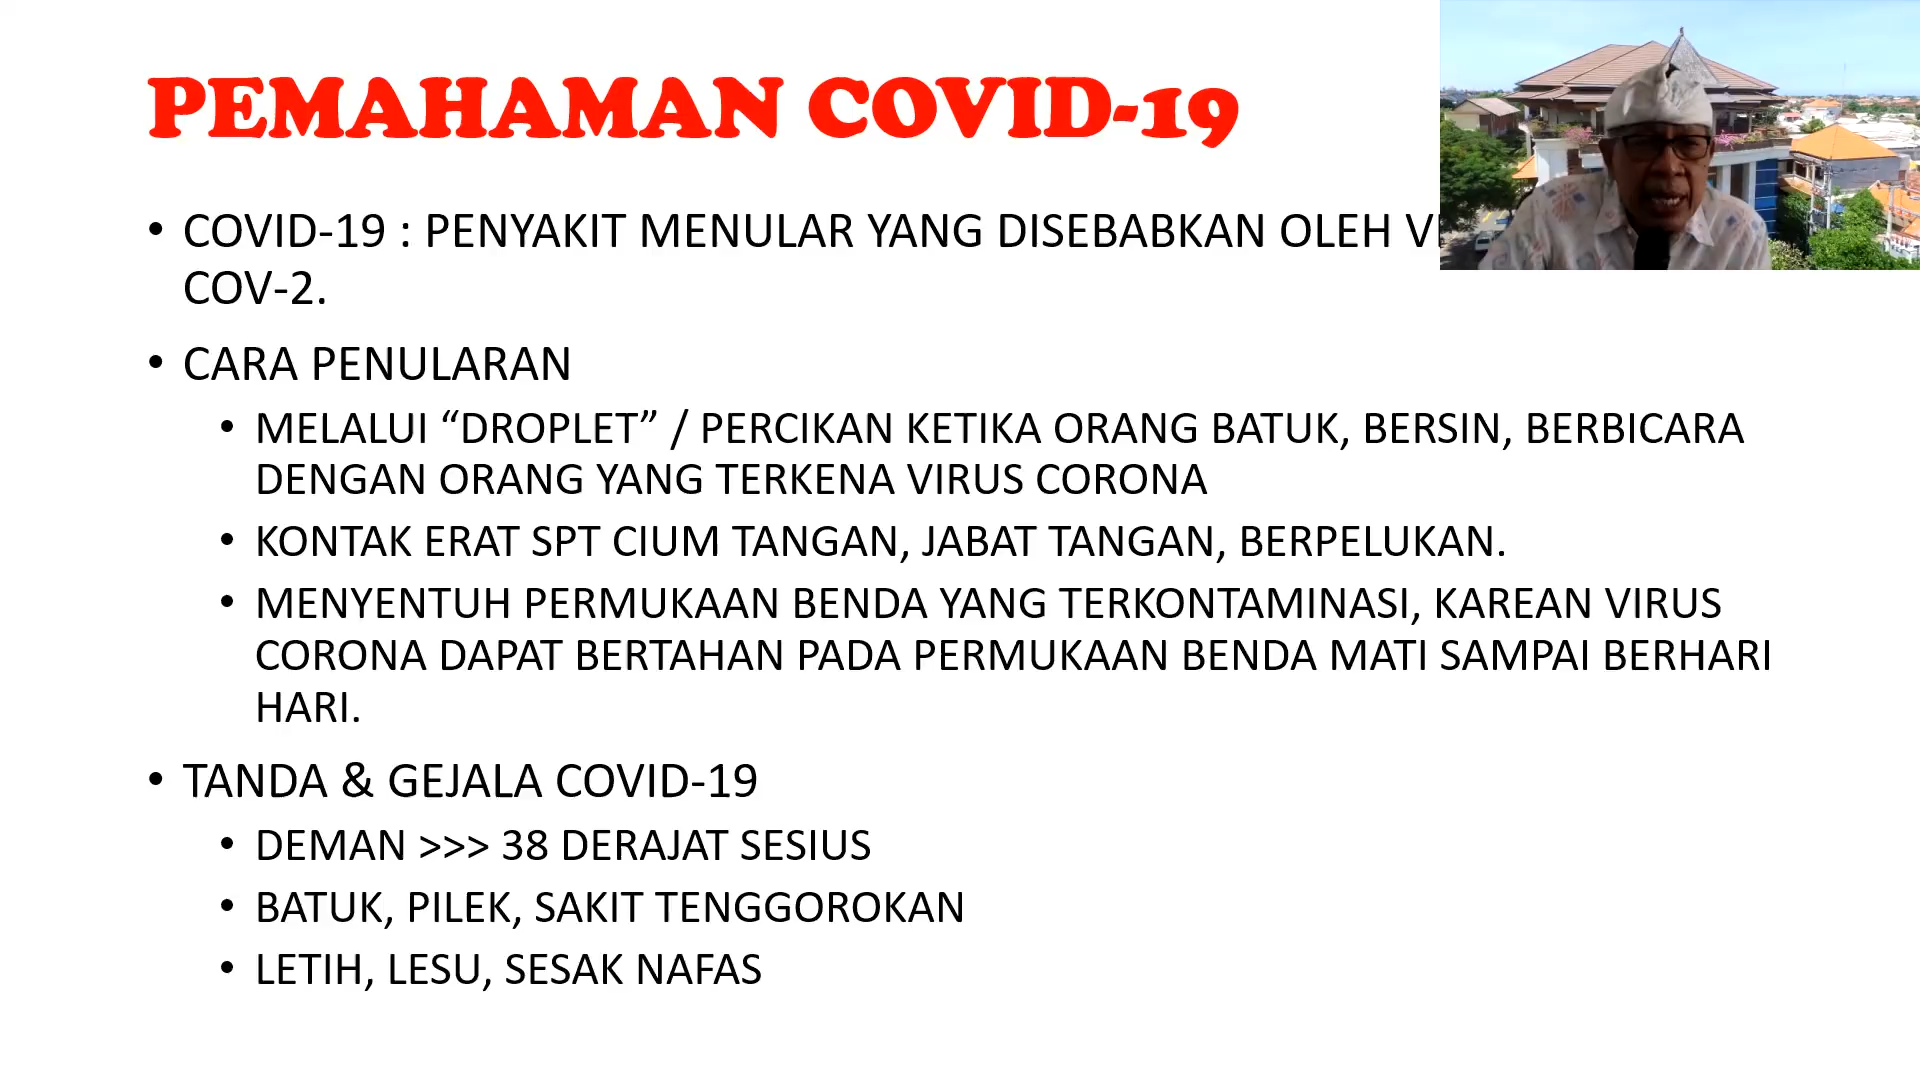 PEMAHAMAN COVID-19
• COVID-19 : PENYAKIT MENULAR YANG DISEBABKAN OLEH
COV-2.
• CARA PENULARAN
• MELALUI “DROPLET” / PERCIKAN KETIKA ORANG BATUK, BERSIN, BERBICARA
DENGAN ORANG YANG TERKENA VIRUS CORONA
• KONTAK ERAT SPT CIUM TANGAN, JABAT TANGAN, BERPELUKAN.
• MENYENTUH PERMUKAAN BENDA YANG TERKONTAMINASI, KAREAN VIRUS
CORONA DAPAT BERTAHAN PADA PERMUKAAN BENDA MATI SAMPAI BERHARI
HARI.
• TANDA & GEJALA COVID-19
• DEMAN >>> 38 DERAJAT SESIUS
• BATUK, PILEK, SAKIT TENGGOROKAN
• LETIH, LESU, SESAK NAFAS